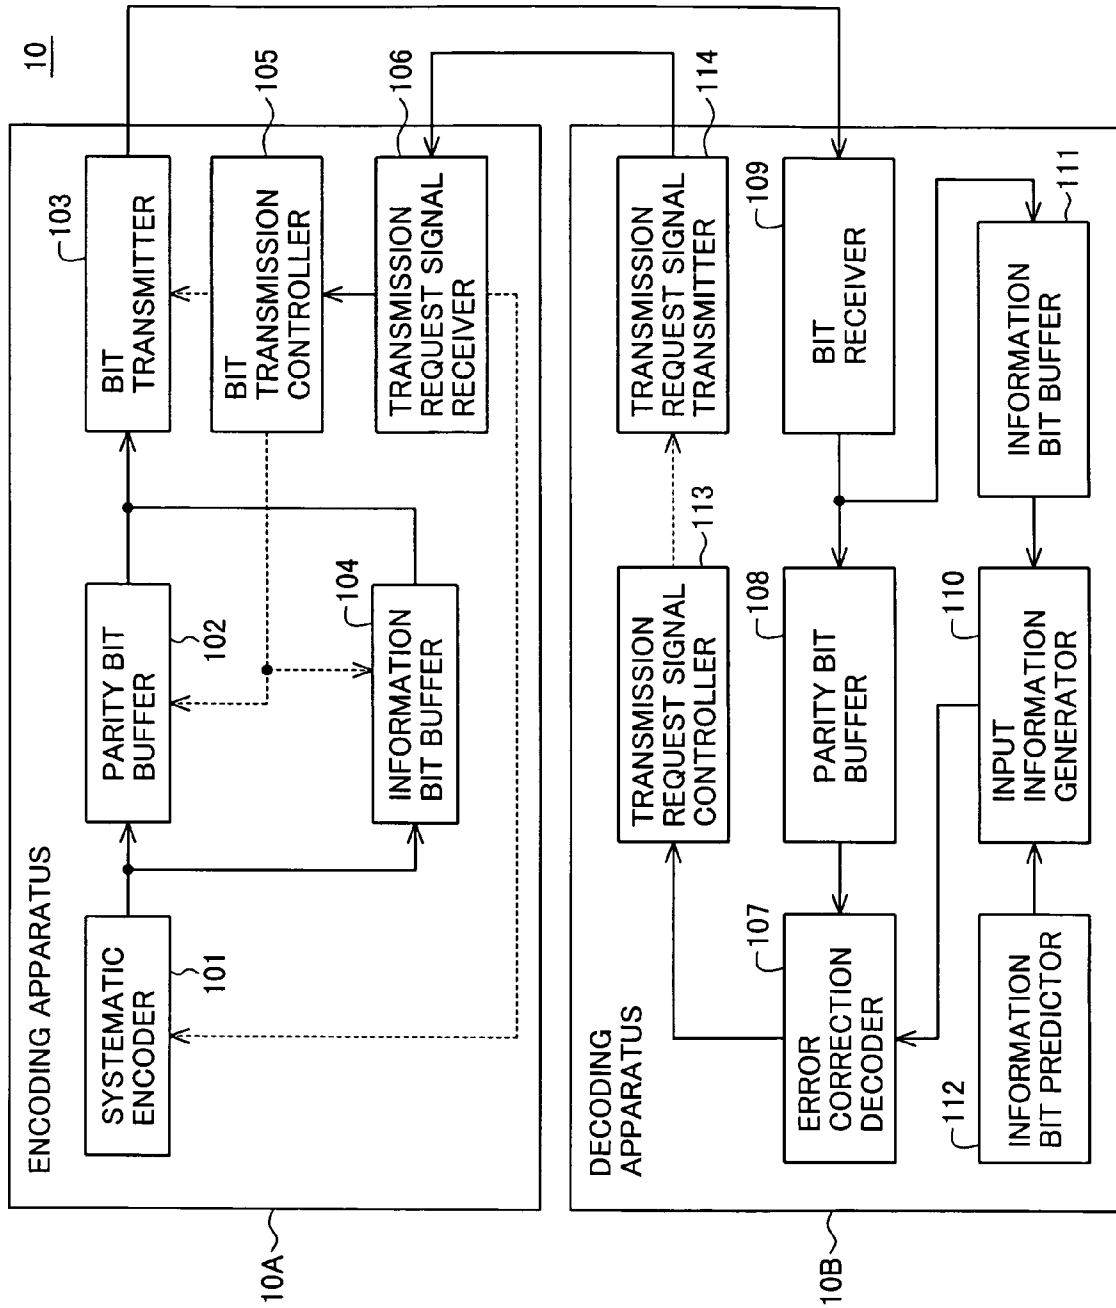 10
ENCODING APPARATUS
SYSTEMATIC
ENCODER
101
PARITY BIT
BUFFER
102
BIT
TRANSMITTER
103
INFORMATION
BIT BUFFER
104
BIT
TRANSMISSION
CONTROLLER
105
TRANSMISSION
REQUEST SIGNAL
RECEIVER
106
10A
DECODING
APPARATUS
TRANSMISSION
REQUEST SIGNAL
CONTROLLER
113
TRANSMISSION
REQUEST SIGNAL
TRANSMITTER
114
ERROR
CORRECTION
DECODER
107
PARITY BIT
BUFFER
108
BIT
RECEIVER
109
INFORMATION
BIT PREDICTOR
112
INPUT
INFORMATION
GENERATOR
110
INFORMATION
BIT BUFFER
111
10B